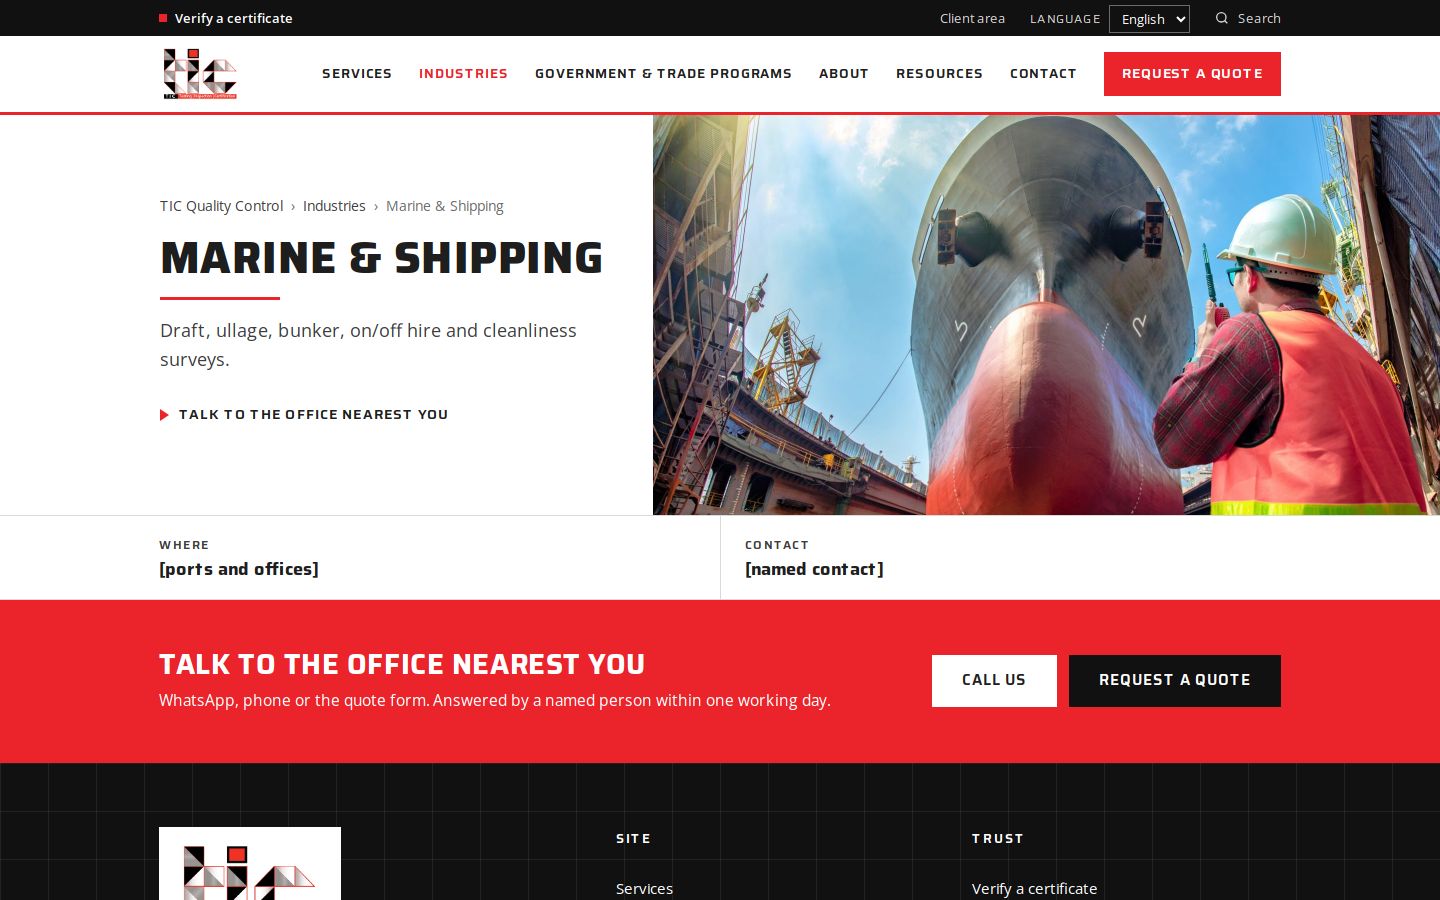 Verify a certificate
Client area
LANGUAGE
English
Search
tic
SERVICES
INDUSTRIES
GOVERNMENT & TRADE PROGRAMS
ABOUT
RESOURCES
CONTACT
REQUEST A QUOTE
TIC Quality Control › Industries › Marine & Shipping
MARINE & SHIPPING
Draft, ullage, bunker, on/off hire and cleanliness
surveys.
TALK TO THE OFFICE NEAREST YOU
WHERE
[ports and offices]
CONTACT
[named contact]
TALK TO THE OFFICE NEAREST YOU
WhatsApp, phone or the quote form. Answered by a named person within one working day.
CALL US
REQUEST A QUOTE
tic
SITE
Services
TRUST
Verify a certificate